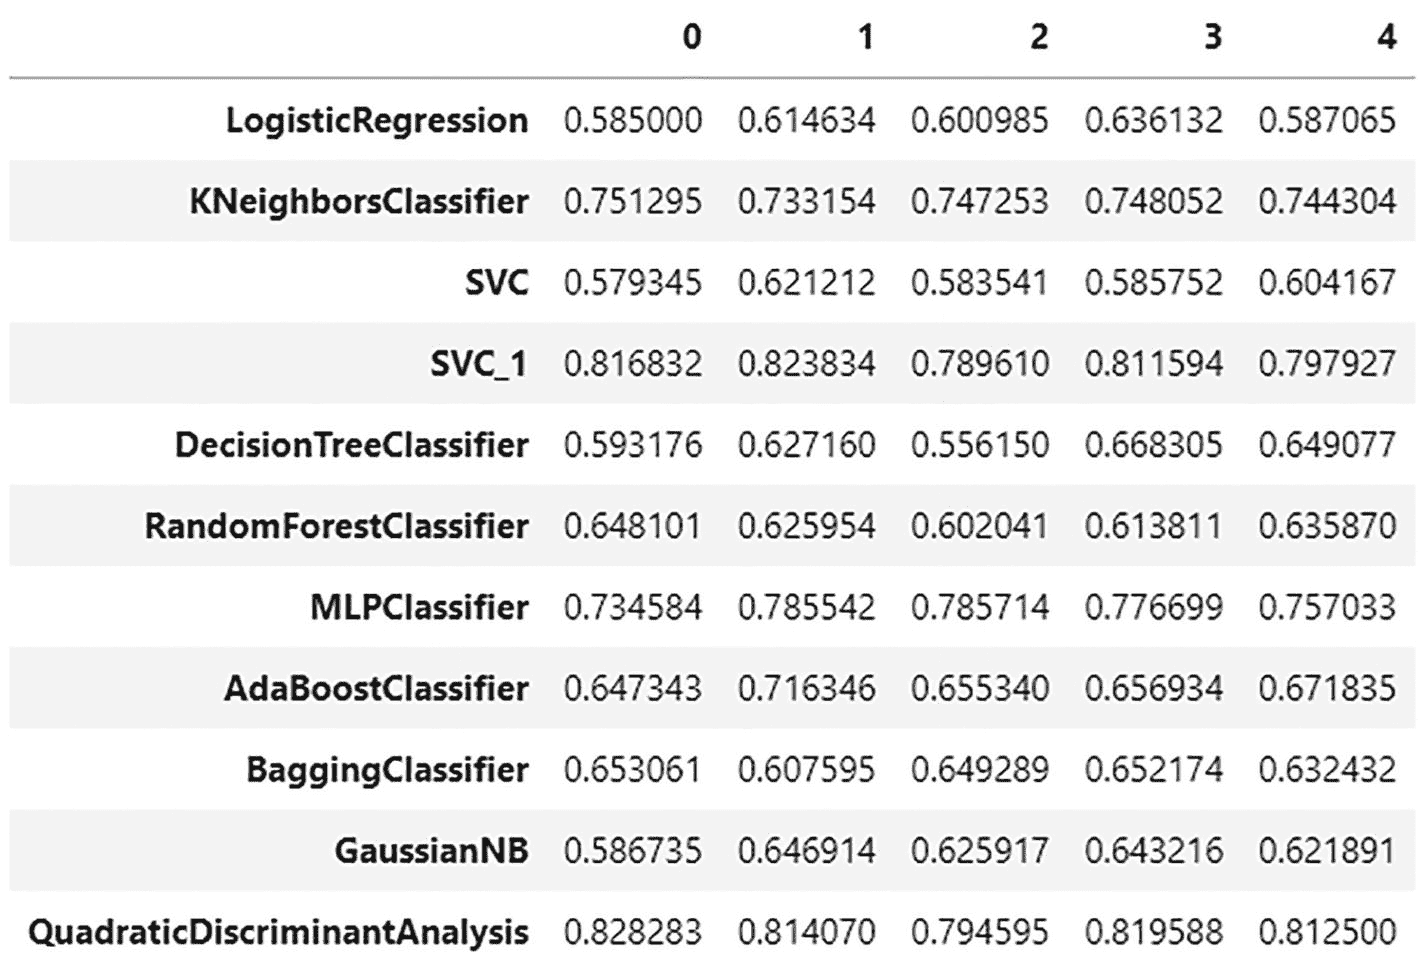 0 1 2 3 4
LogisticRegression 0.585000 0.614634 0.600985 0.636132 0.587065
KNeighborsClassifier 0.751295 0.733154 0.747253 0.748052 0.744304
SVC 0.579345 0.621212 0.583541 0.585752 0.604167
SVC_1 0.816832 0.823834 0.789610 0.811594 0.797927
DecisionTreeClassifier 0.593176 0.627160 0.556150 0.668305 0.649077
RandomForestClassifier 0.648101 0.625954 0.602041 0.613811 0.635870
MLPClassifier 0.734584 0.785542 0.785714 0.776699 0.757033
AdaBoostClassifier 0.647343 0.716346 0.655340 0.656934 0.671835
BaggingClassifier 0.653061 0.607595 0.649289 0.652174 0.632432
GaussianNB 0.586735 0.646914 0.625917 0.643216 0.621891
QuadraticDiscriminantAnalysis 0.828283 0.814070 0.794595 0.819588 0.812500